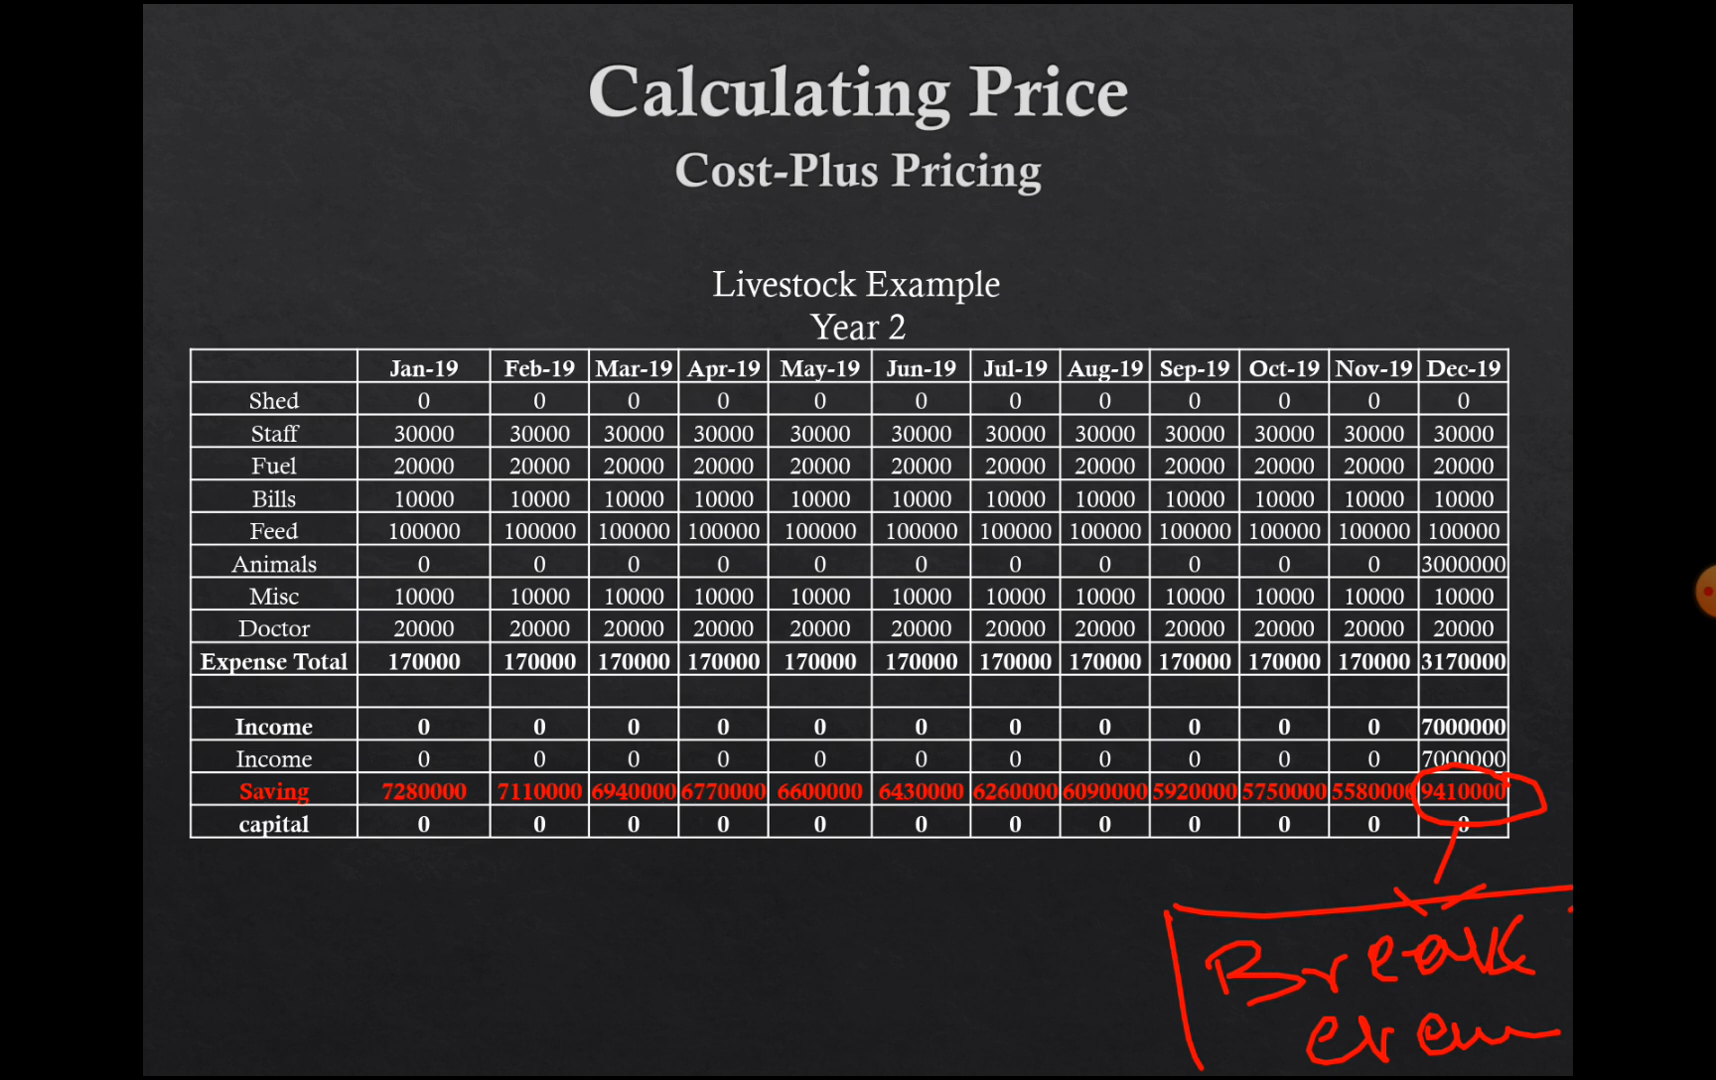 Calculating Price
Cost-Plus Pricing
Livestock Example
Year 2
Jan-19 Feb-19 Mar-19 Apr-19 May-19 Jun-19 Jul-19 Aug-19 Sep-19 Oct-19 Nov-19 Dec-19
Shed 0 0 0 0 0 0 0 0 0 0 0 0
Staff 30000 30000 30000 30000 30000 30000 30000 30000 30000 30000 30000 30000
Fuel 20000 20000 20000 20000 20000 20000 20000 20000 20000 20000 20000 20000
Bills 10000 10000 10000 10000 10000 10000 10000 10000 10000 10000 10000 10000
Feed 100000 100000 100000 100000 100000 100000 100000 100000 100000 100000 100000 100000
Animals 0 0 0 0 0 0 0 0 0 0 0 3000000
Misc 10000 10000 10000 10000 10000 10000 10000 10000 10000 10000 10000 10000
Doctor 20000 20000 20000 20000 20000 20000 20000 20000 20000 20000 20000 20000
Expense Total 170000 170000 170000 170000 170000 170000 170000 170000 170000 170000 170000 3170000
Income 0 0 0 0 0 0 0 0 0 0 0 7000000
Income 0 0 0 0 0 0 0 0 0 0 0 7000000
Saving 7280000 7110000 6940000 6770000 6600000 6430000 6260000 6090000 5920000 5750000 5580000 9410000
capital 0 0 0 0 0 0 0 0 0 0 0 0
Break
even